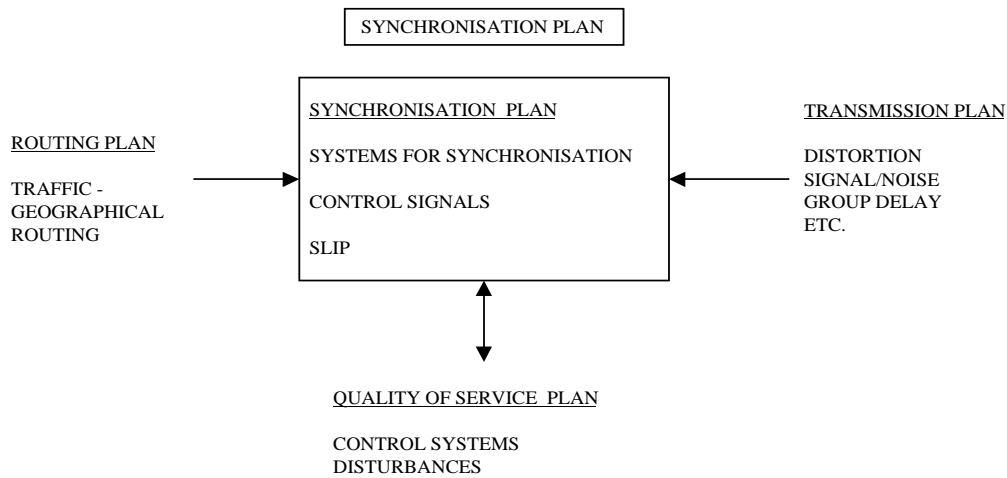 SYNCHRONISATION PLAN
SYNCHRONISATION PLAN
SYSTEMS FOR SYNCHRONISATION
CONTROL SIGNALS
SLIP
ROUTING PLAN
TRAFFIC -
GEOGRAPHICAL
ROUTING
TRANSMISSION PLAN
DISTORTION
SIGNAL/NOISE
GROUP DELAY
ETC.
QUALITY OF SERVICE PLAN
CONTROL SYSTEMS
DISTURBANCES